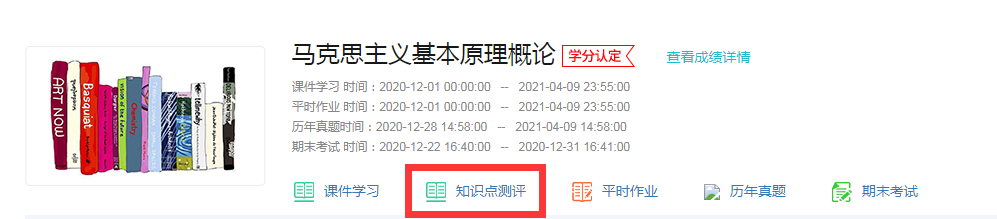 马克思主义基本原理概论 学分认定 查看成绩详情
课件学习 时间：2020-12-01 00:00:00 -- 2021-04-09 23:55:00
平时作业 时间：2020-12-01 00:00:00 -- 2021-04-09 23:55:00
历年真题时间：2020-12-28 14:58:00 -- 2021-04-09 14:58:00
期末考试 时间：2020-12-22 16:40:00 -- 2020-12-31 16:41:00
课件学习 知识点测评 平时作业 历年真题 期末考试
ART NOW
Basquiat
vision of the future
Chemistry